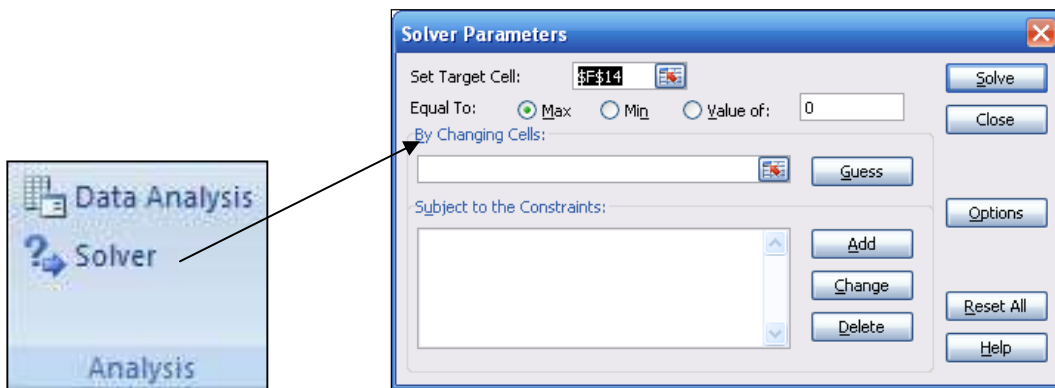 Data Analysis
Solver
Analysis
Solver Parameters
Set Target Cell: $F$14 Solve
Equal To: Max Min Value of: 0 Close
By Changing Cells:
Guess
Subject to the Constraints: Options
Add
Change
Reset All
Delete
Help